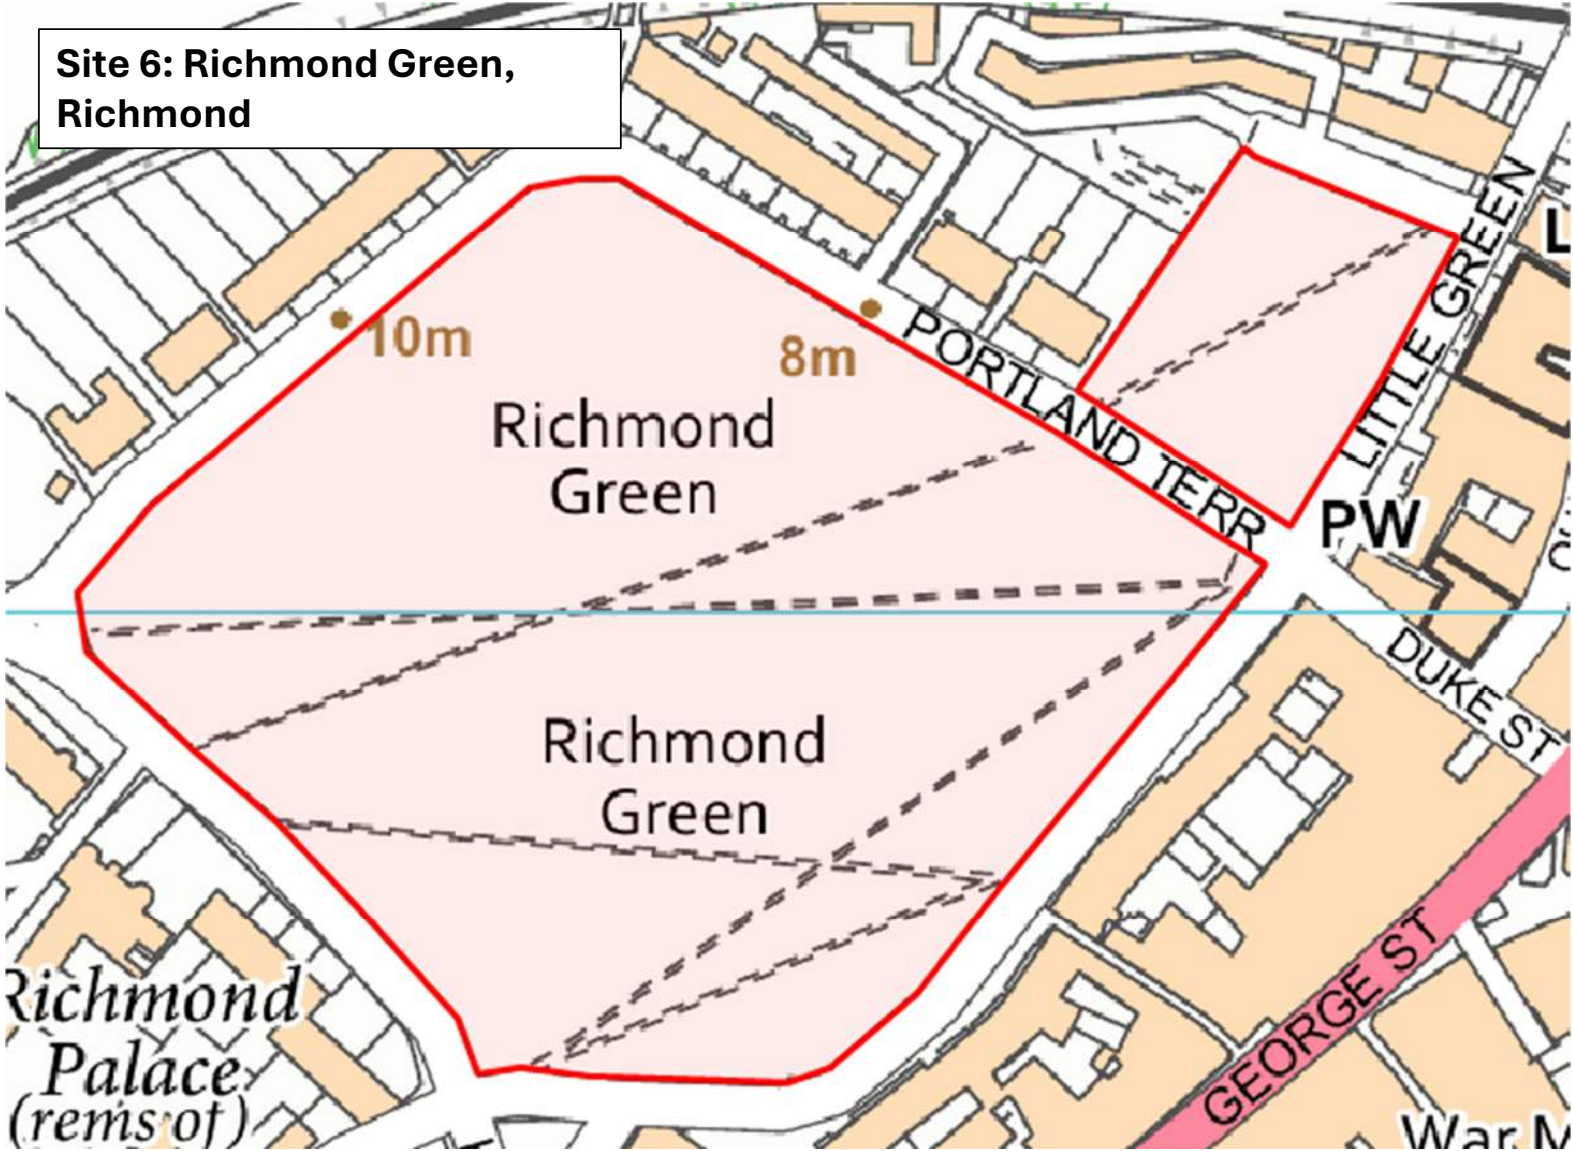 Site 6: Richmond Green,
Richmond
10m
8m
PORTLAND TERR
LITTLE GREEN
L
Richmond
Green
PW
DUKE ST
Richmond
Green
GEORGE ST
Richmond
Palace
(rems of)
War M